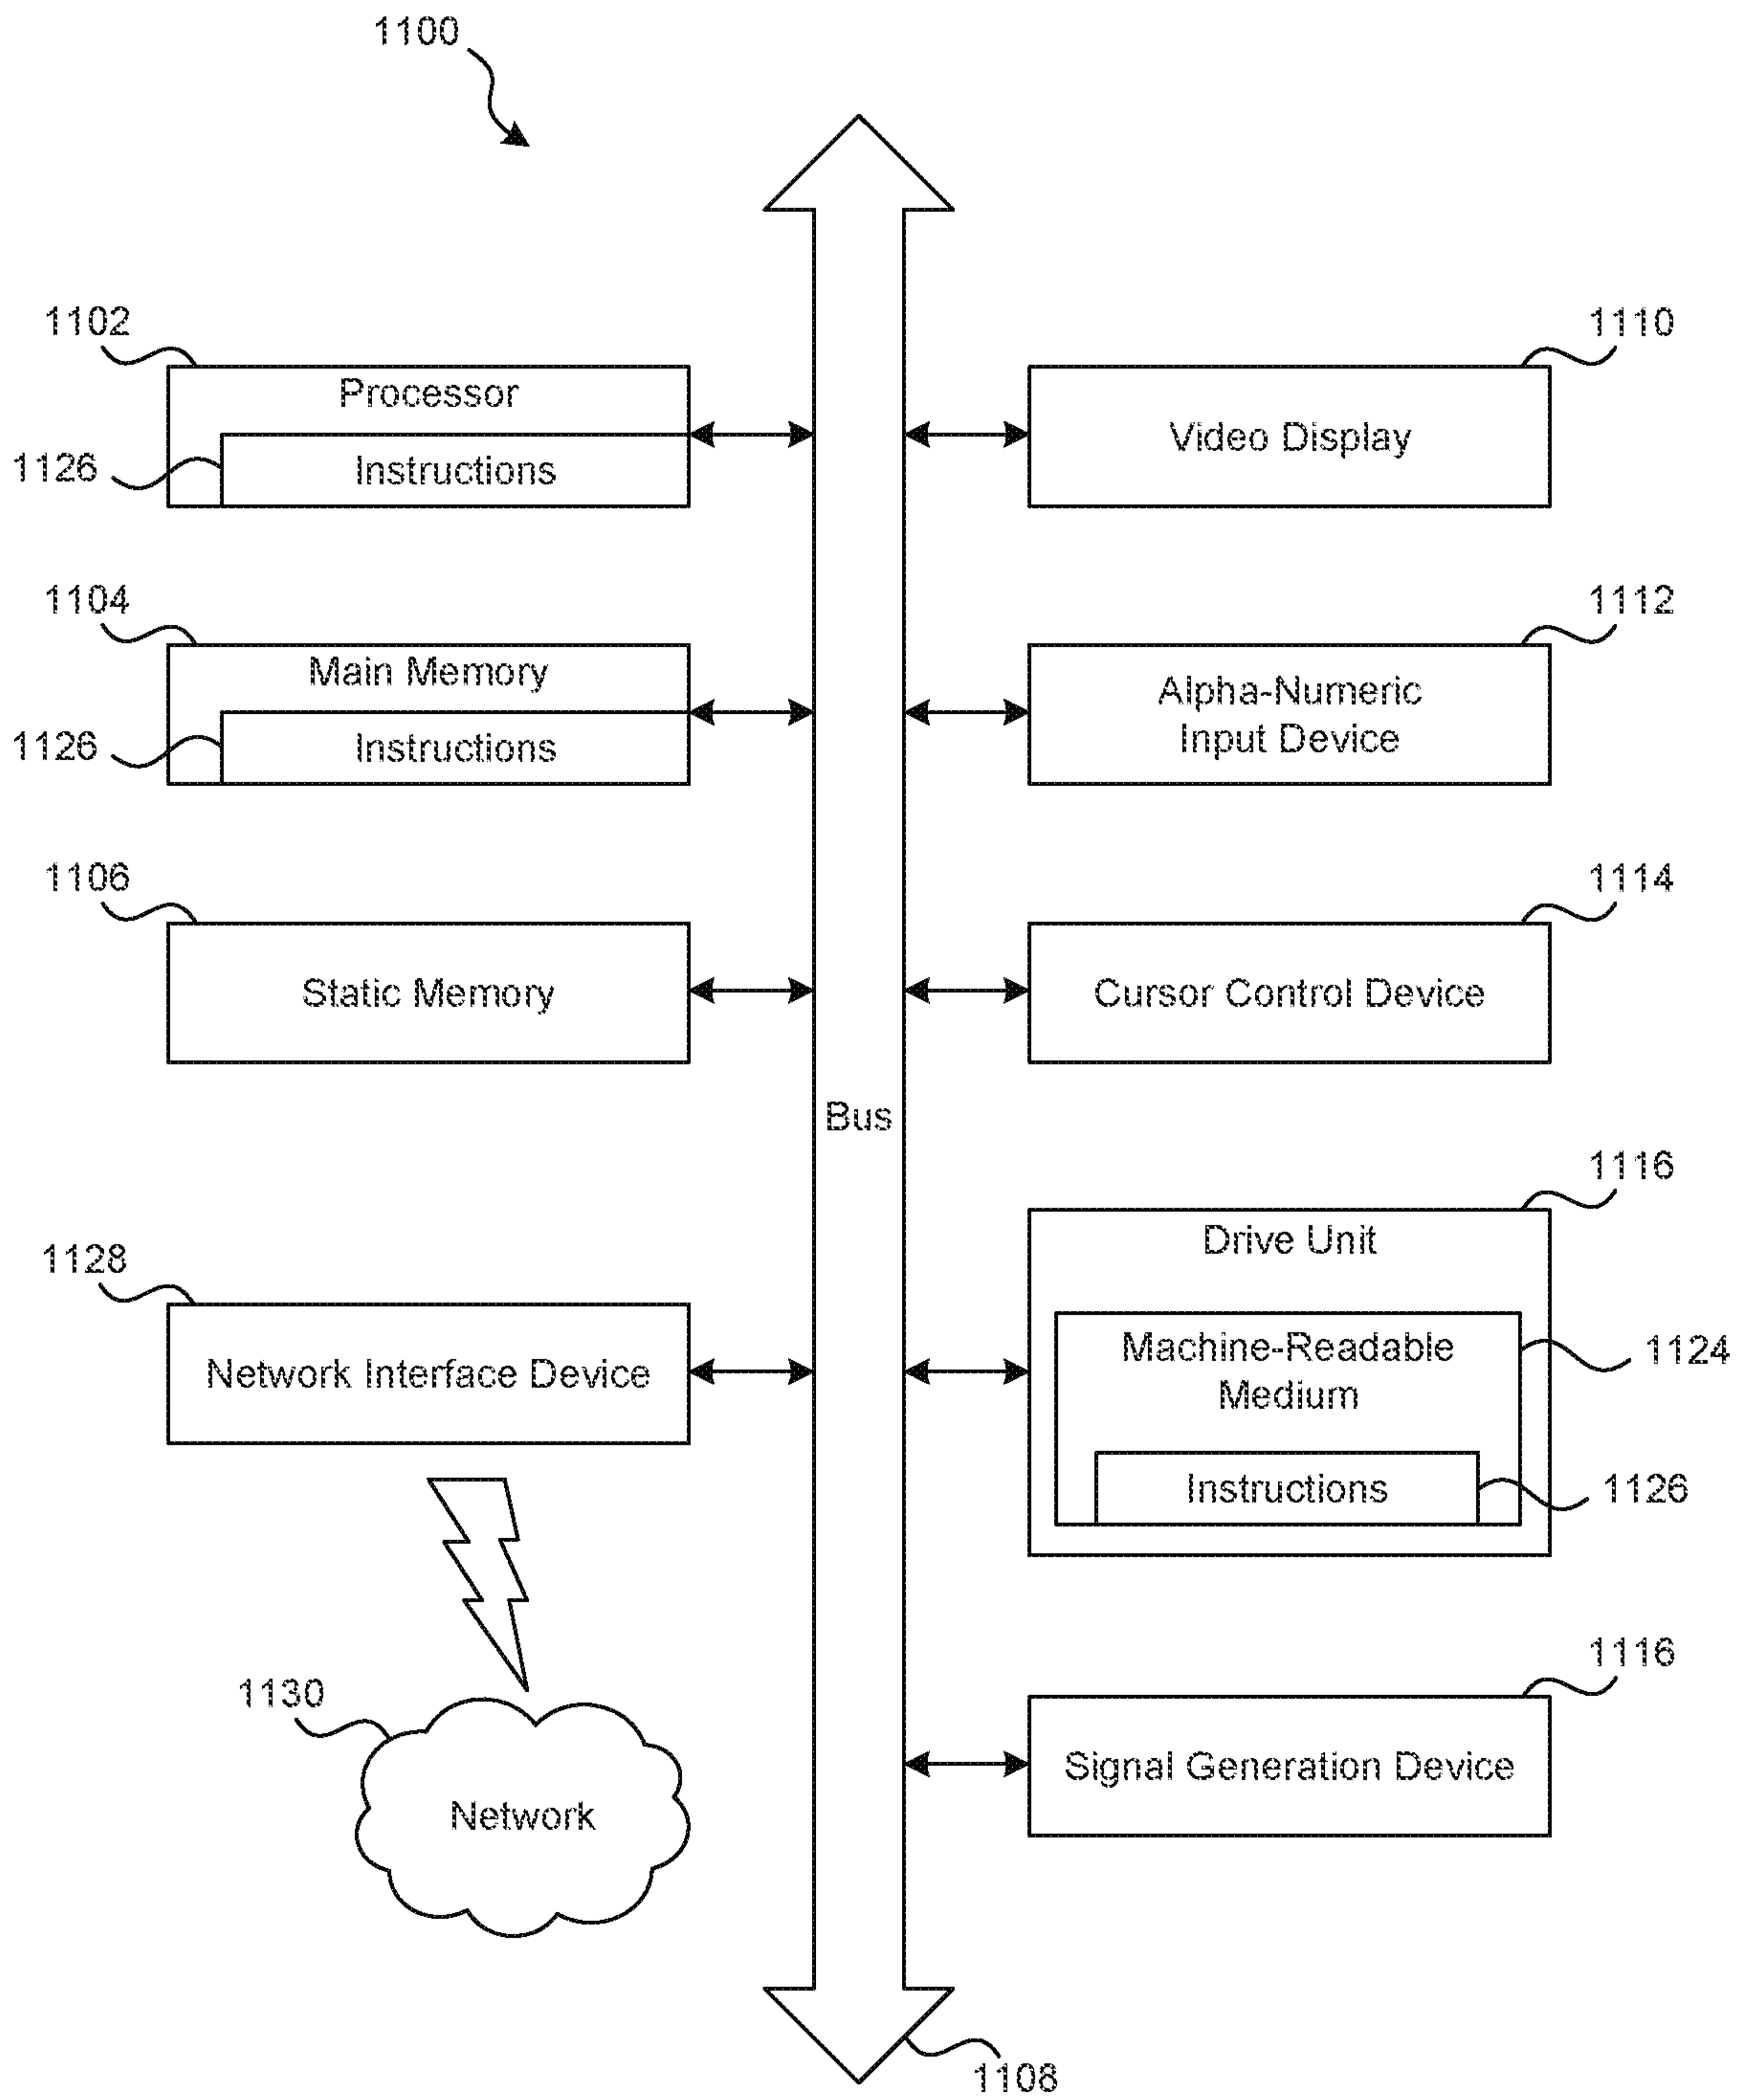 1100
1102
Processor
1126
Instructions
1110
Video Display
1104
Main Memory
1126
Instructions
1112
Alpha-Numeric
Input Device
1106
Static Memory
1114
Cursor Control Device
Bus
1128
Network Interface Device
1116
Drive Unit
Machine-Readable
Medium
1124
Instructions
1126
1130
Network
1116
Signal Generation Device
1108